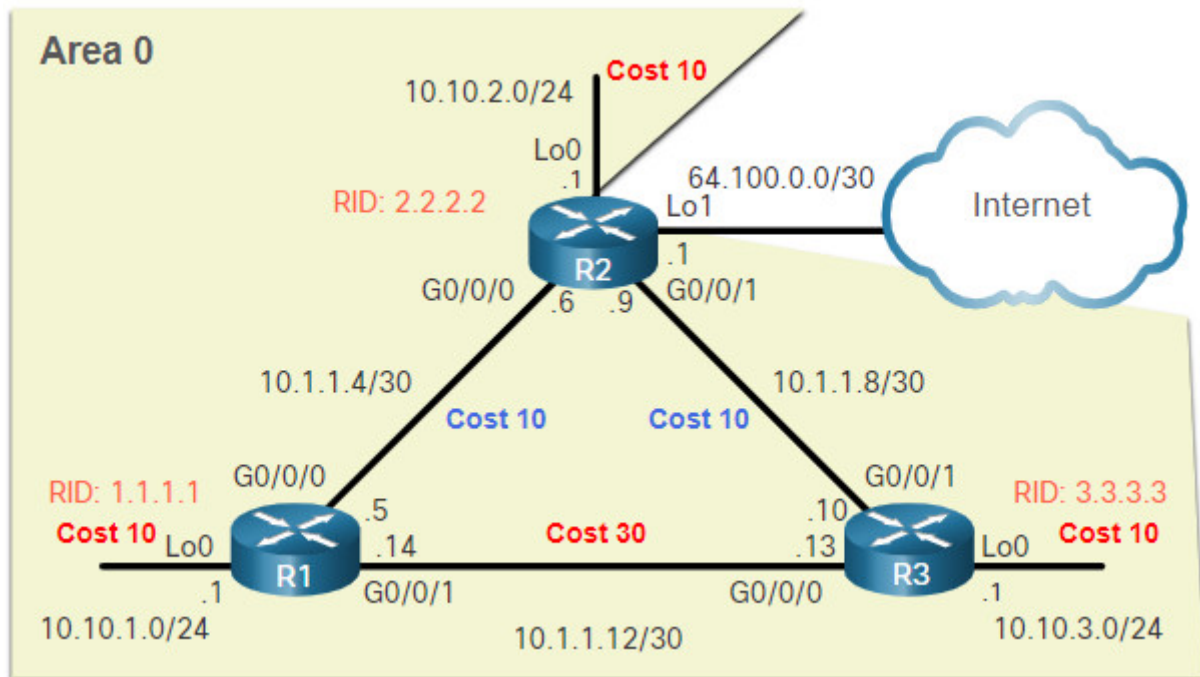 Area 0
Cost 10
10.10.2.0/24
Lo0
.1
64.100.0.0/30
RID: 2.2.2.2
Lo1
Internet
.1
R2
G0/0/0
.6
.9
G0/0/1
10.1.1.4/30
10.1.1.8/30
Cost 10
Cost 10
G0/0/0
G0/0/1
RID: 1.1.1.1
RID: 3.3.3.3
.5
.10
Cost 10
Cost 30
Cost 10
Lo0
.14
.13
Lo0
R1
R3
.1
G0/0/1
G0/0/0
.1
10.10.1.0/24
10.1.1.12/30
10.10.3.0/24